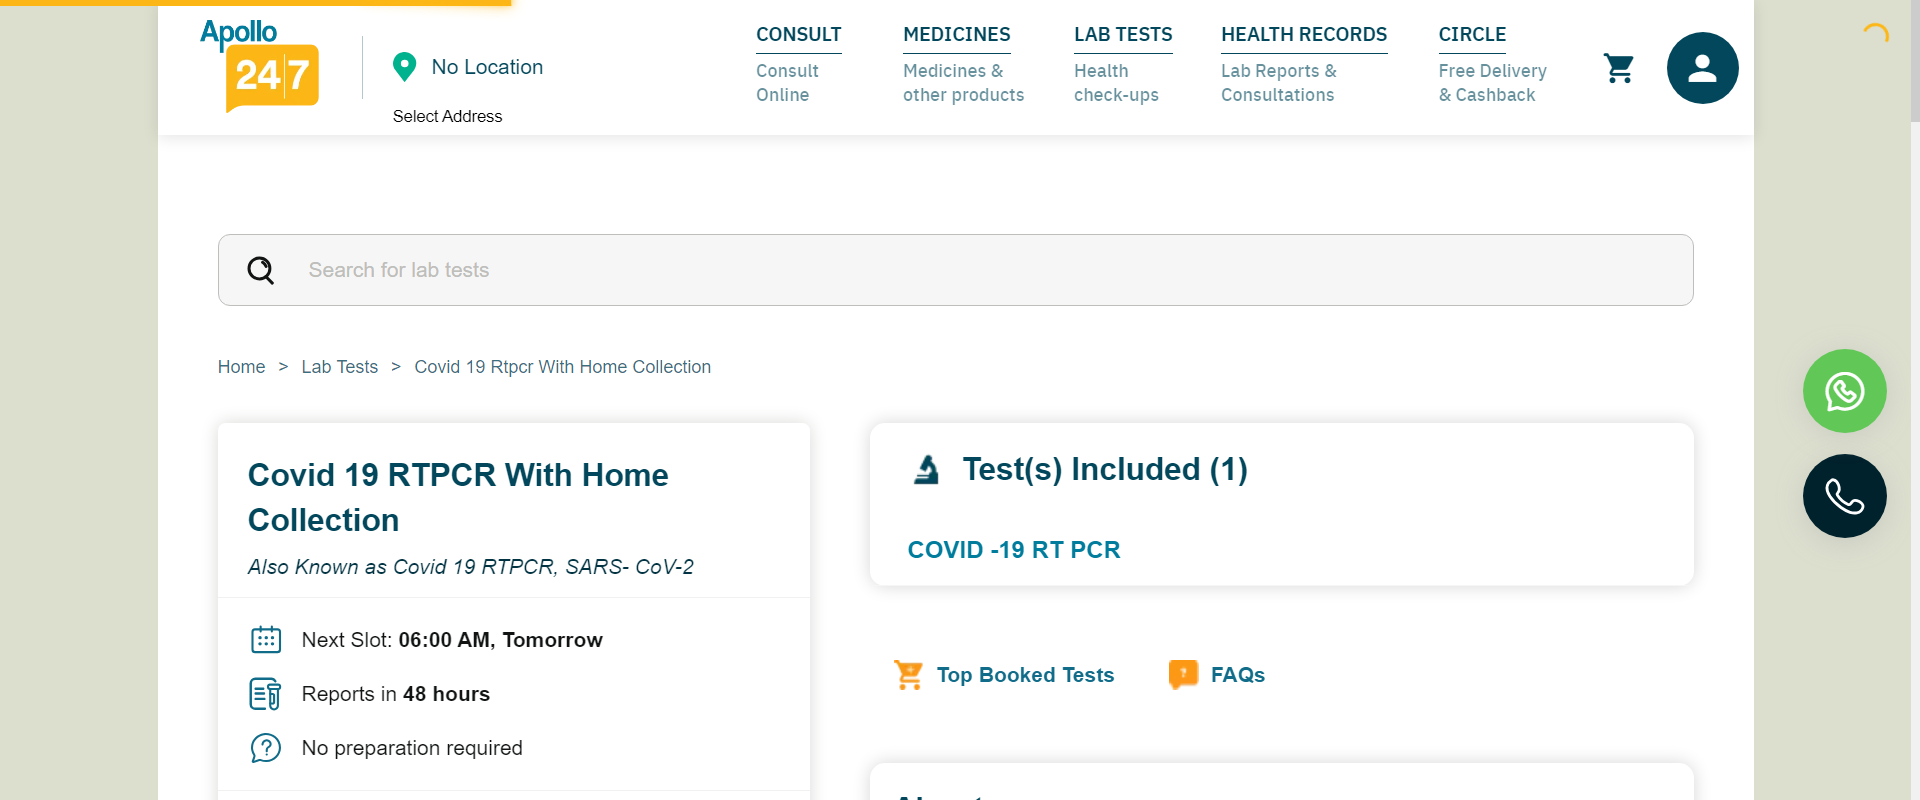 Apollo
24|7
No Location
Select Address
CONSULT
Consult
Online
MEDICINES
Medicines &
other products
LAB TESTS
Health
check-ups
HEALTH RECORDS
Lab Reports &
Consultations
CIRCLE
Free Delivery
& Cashback
Search for lab tests
Home > Lab Tests > Covid 19 Rtpcr With Home Collection
Covid 19 RTPCR With Home
Collection
Also Known as Covid 19 RTPCR, SARS- CoV-2
Next Slot: 06:00 AM, Tomorrow
Reports in 48 hours
No preparation required
Test(s) Included (1)
COVID -19 RT PCR
Top Booked Tests
FAQs